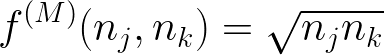 f^{(M)}(n_j, n_k) = \sqrt{n_j n_k}